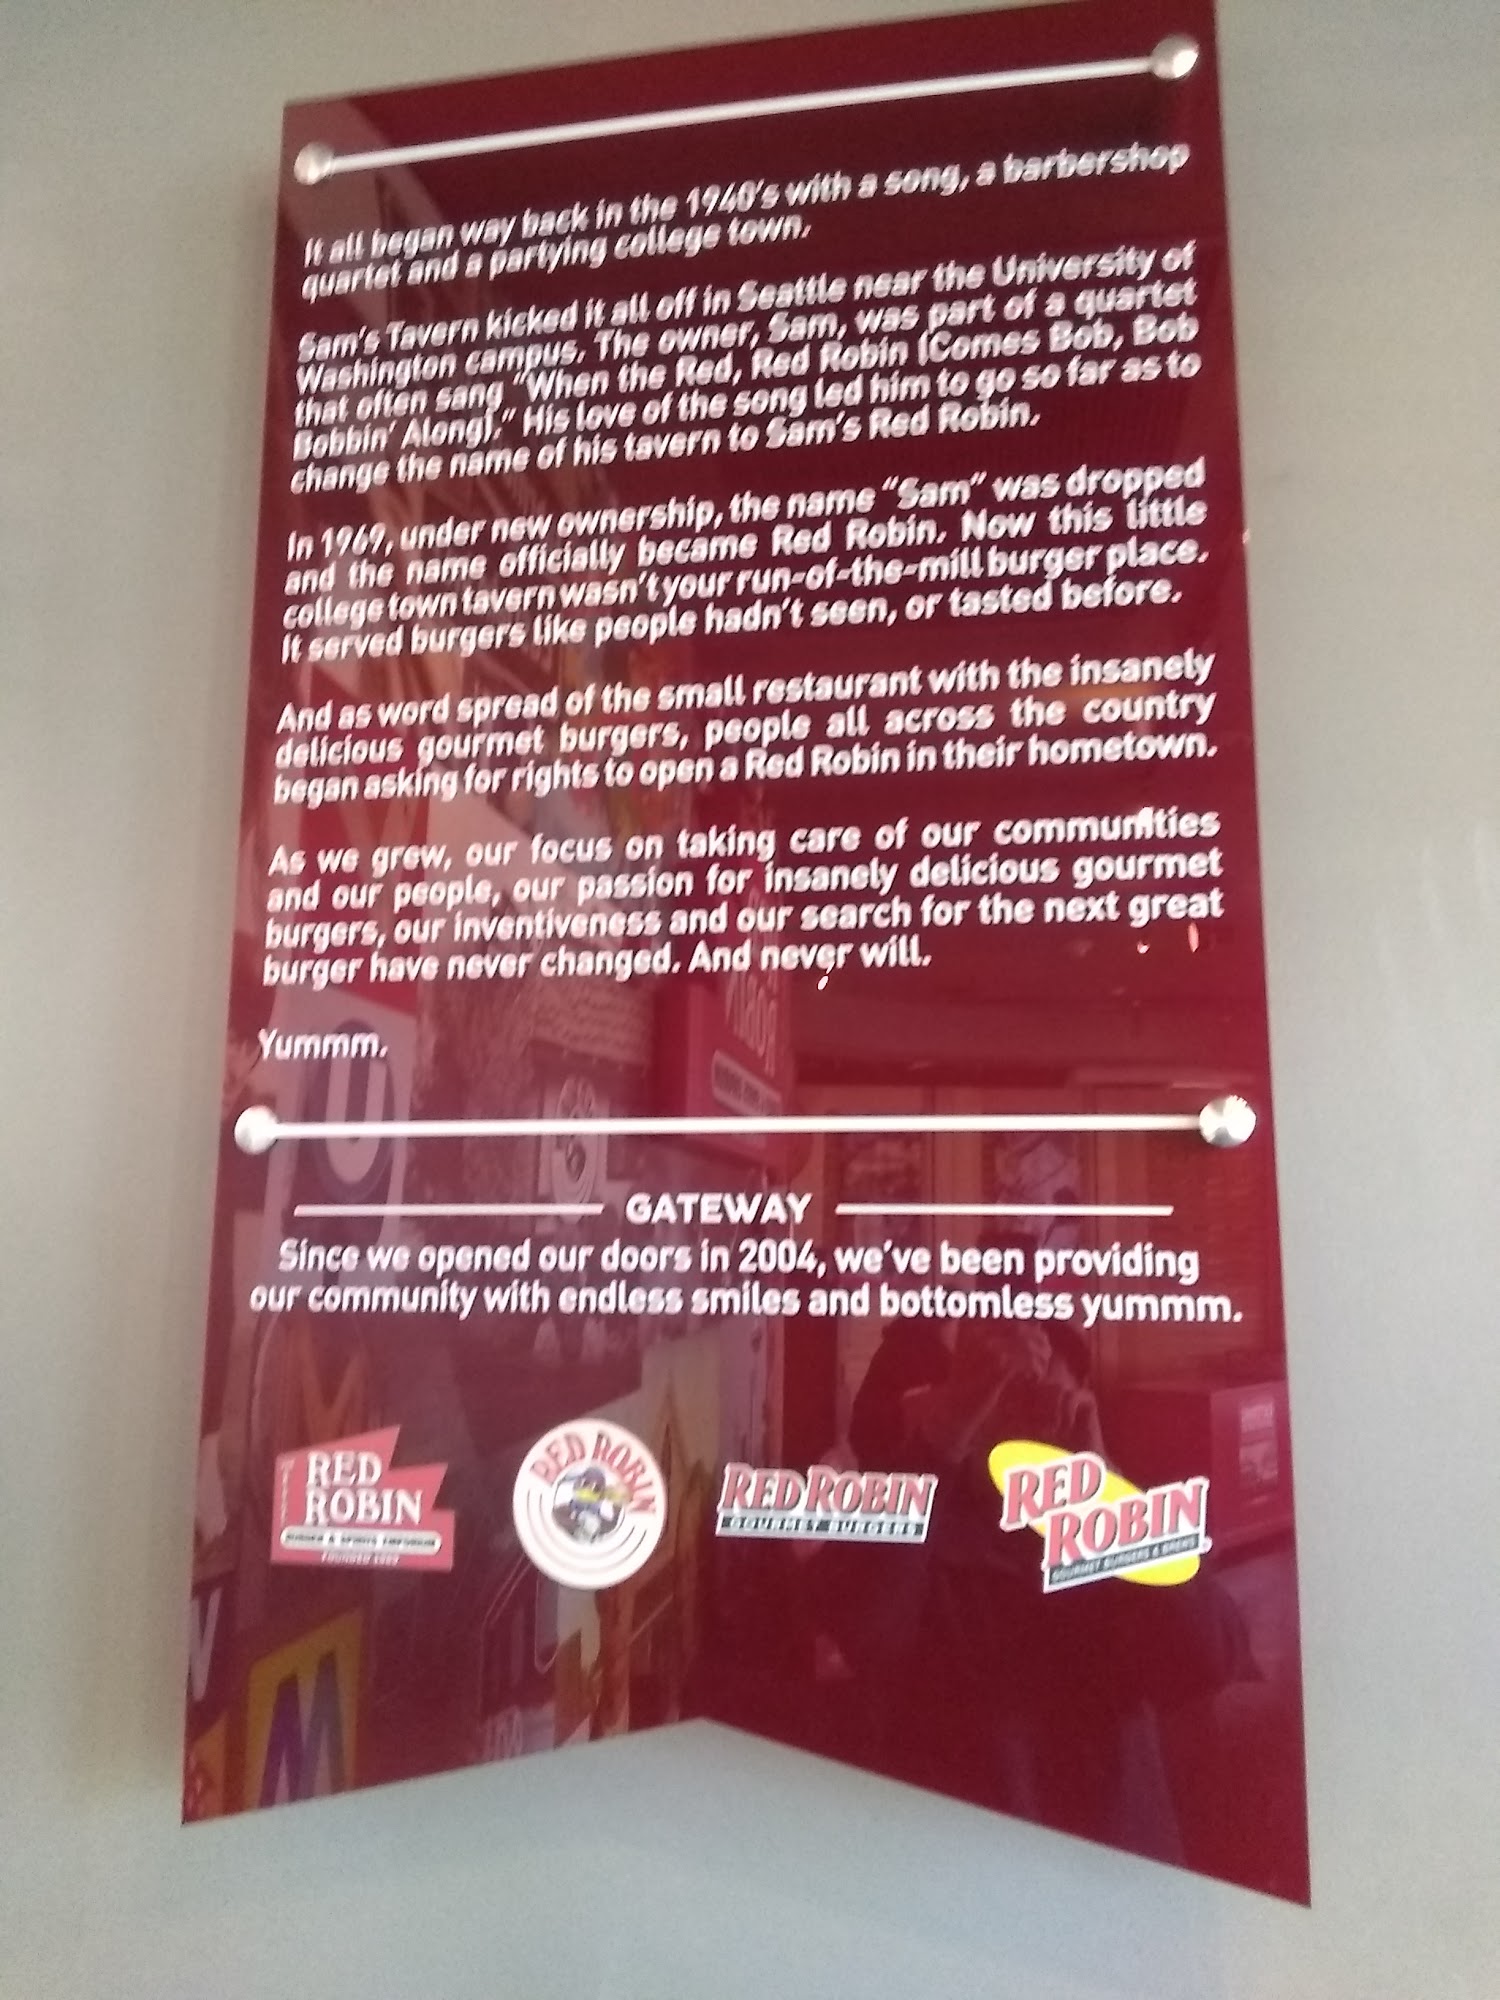 It all began way back in the 1940's with a song, a barbershop
quartet and a partying college town.
Sam's Tavern kicked it all off in Seattle near the University of
Washington campus. The owner, Sam, was part of a quartet
that often sang "When the Red, Red Robin (Comes Bob, Bob
Bobbin' Along)." His love of the song led him to go so far as to
change the name of his tavern to Sam's Red Robin.
In 1969, under new ownership, the name "Sam" was dropped
and the name officially became Red Robin. Now this little
college town tavern wasn't your run-of-the-mill burger place.
It served burgers like people hadn't seen, or tasted before.
And as word spread of the small restaurant with the insanely
delicious gourmet burgers, people all across the country
began asking for rights to open a Red Robin in their hometown.
As we grew, our focus on taking care of our communities
and our people, our passion for insanely delicious gourmet
burgers, our inventiveness and our search for the next great
burger have never changed. And never will.
Yummm.
GATEWAY
Since we opened our doors in 2004, we've been providing
our community with endless smiles and bottomless yummm.
RED
ROBIN
RED ROBIN
RED ROBIN
GOURMET BURGERS
RED
ROBIN
GOURMET BURGERS & BREWS